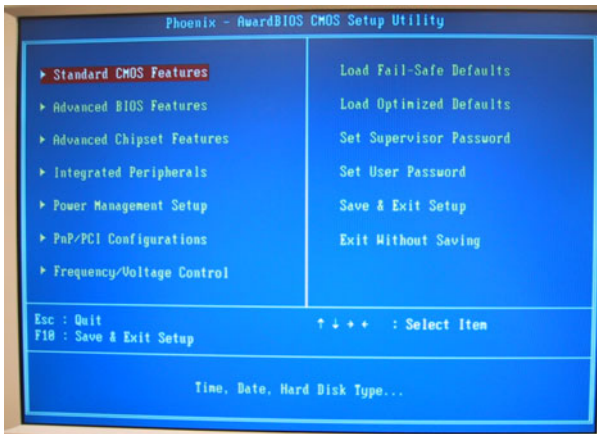 Phoenix - AwardBIOS CMOS Setup Utility
Standard CMOS Features
Advanced BIOS Features
Advanced Chipset Features
Integrated Peripherals
Power Management Setup
PnP/PCI Configurations
Frequency/Voltage Control
Load Fail-Safe Defaults
Load Optimized Defaults
Set Supervisor Password
Set User Password
Save & Exit Setup
Exit Without Saving
Esc : Quit
F10 : Save & Exit Setup
↑ ↓ → ← : Select Item
Time, Date, Hard Disk Type...